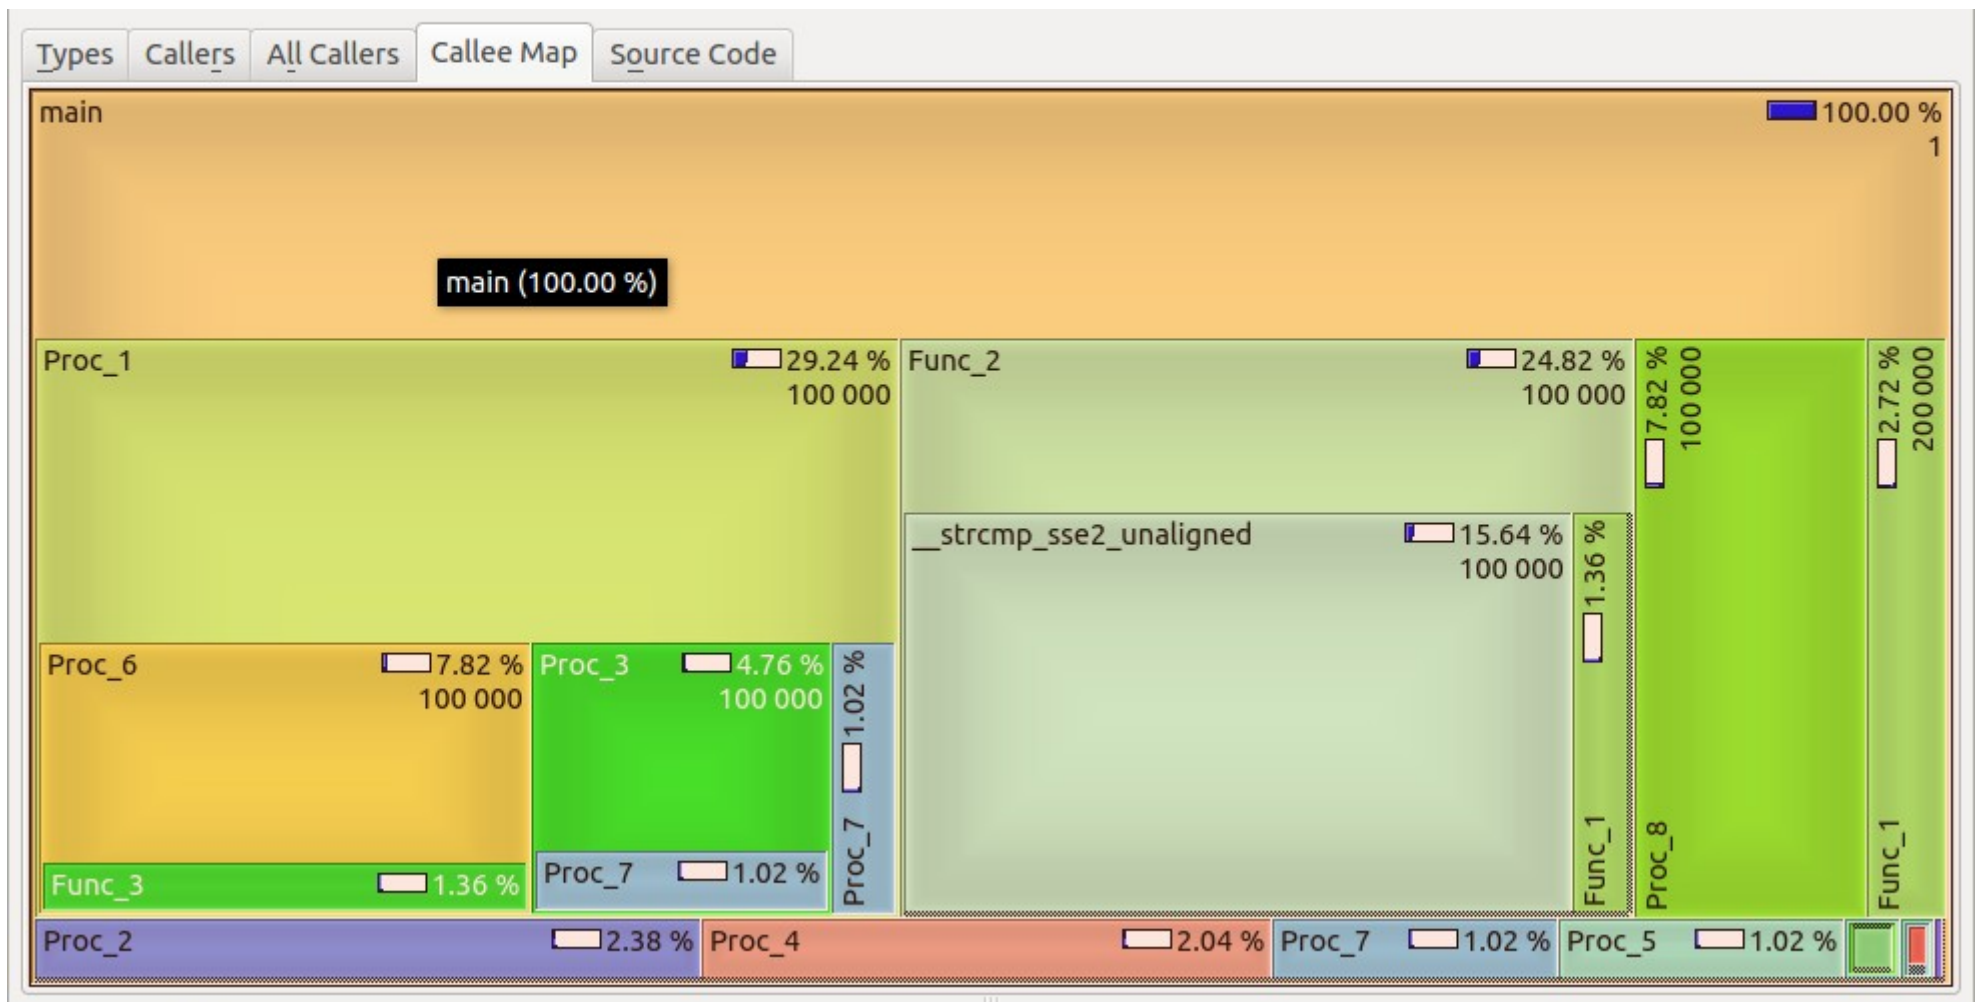 Types Callers All Callers Callee Map Source Code
main 100.00 %
1
main (100.00 %)
Proc_1 29.24 %
100 000
Func_2 24.82 %
100 000
Proc_8 7.82 %
100 000
Func_1 2.72 %
200 000
__strcmp_sse2_unaligned 15.64 %
100 000
Func_1 1.36 %
Proc_6 7.82 %
100 000
Proc_3 4.76 %
100 000
Proc_7 1.02 %
Func_3 1.36 %
Proc_7 1.02 %
Proc_2 2.38 %
Proc_4 2.04 %
Proc_7 1.02 %
Proc_5 1.02 %